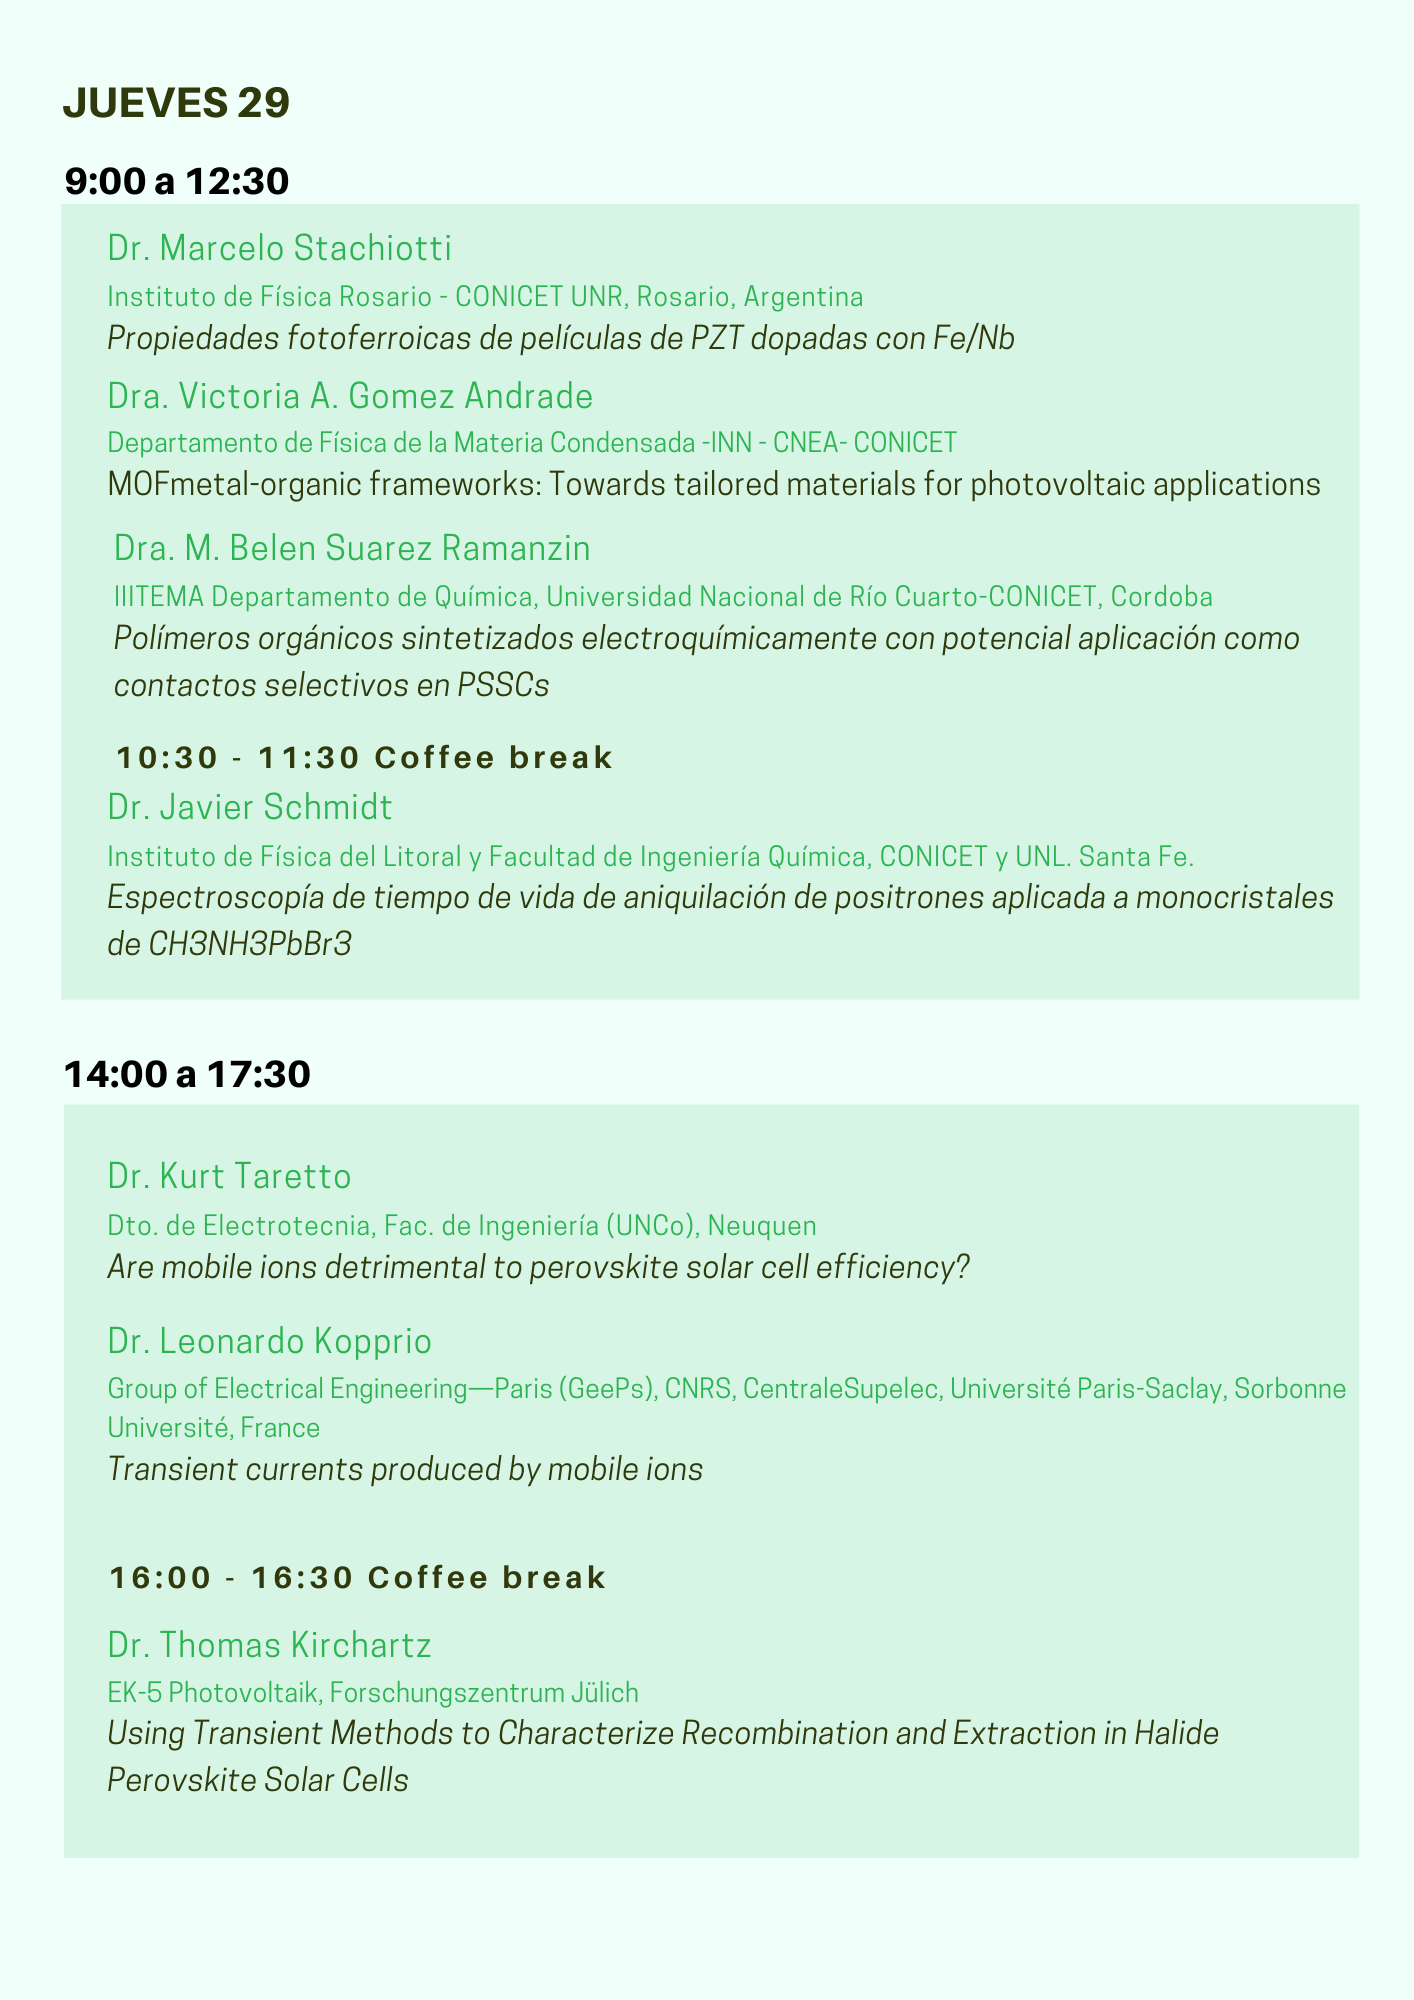 JUEVES 29
9:00 a 12:30
Dr. Marcelo Stachiotti
Instituto de Física Rosario - CONICET UNR, Rosario, Argentina
Propiedades fotoferroicas de películas de PZT dopadas con Fe/Nb
Dra. Victoria A. Gomez Andrade
Departamento de Física de la Materia Condensada -INN - CNEA- CONICET
MOFmetal-organic frameworks: Towards tailored materials for photovoltaic applications
Dra. M. Belen Suarez Ramanzin
IIITEMA Departamento de Química, Universidad Nacional de Río Cuarto-CONICET, Cordoba
Polímeros orgánicos sintetizados electroquímicamente con potencial aplicación como
contactos selectivos en PSSCs
10:30 - 11:30 Coffee break
Dr. Javier Schmidt
Instituto de Física del Litoral y Facultad de Ingeniería Química, CONICET y UNL. Santa Fe.
Espectroscopía de tiempo de vida de aniquilación de positrones aplicada a monocristales
de CH3NH3PbBr3
14:00 a 17:30
Dr. Kurt Taretto
Dto. de Electrotecnia, Fac. de Ingeniería (UNCo), Neuquen
Are mobile ions detrimental to perovskite solar cell efficiency?
Dr. Leonardo Kopprio
Group of Electrical Engineering—Paris (GeePs), CNRS, CentraleSupelec, Université Paris-Saclay, Sorbonne
Université, France
Transient currents produced by mobile ions
16:00 - 16:30 Coffee break
Dr. Thomas Kirchartz
EK-5 Photovoltaik, Forschungszentrum Jülich
Using Transient Methods to Characterize Recombination and Extraction in Halide
Perovskite Solar Cells